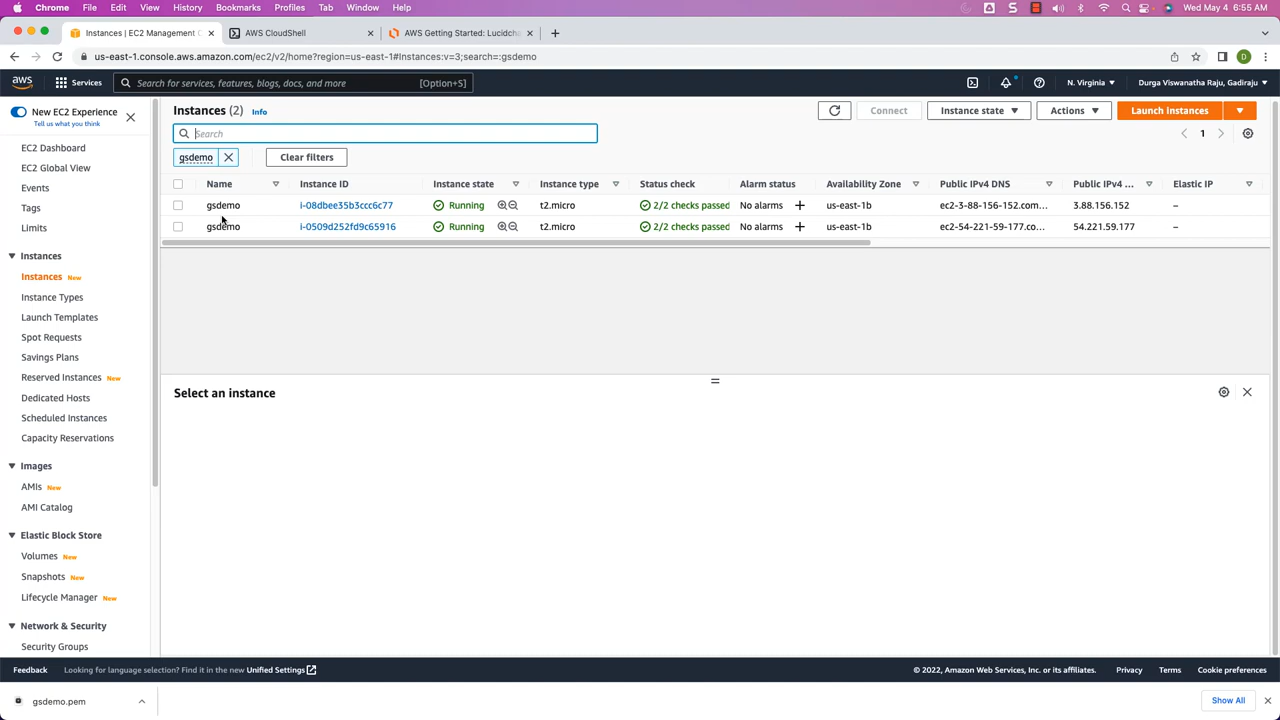 Chrome File Edit View History Bookmarks Profiles Tab Window Help Wed May 4 6:55 AM
Instances | EC2 Management C AWS CloudShell AWS Getting Started: Lucidcha
us-east-1.console.aws.amazon.com/ec2/v2/home?region=us-east-1#Instances:v=3;search=:gsdemo D
aws Services Search for services, features, blogs, docs, and more [Option+S] N. Virginia Durga Viswanatha Raju, Gadiraju
New EC2 Experience
Tell us what you think
EC2 Dashboard
EC2 Global View
Events
Tags
Limits
Instances
Instances New
Instance Types
Launch Templates
Spot Requests
Savings Plans
Reserved Instances New
Dedicated Hosts
Scheduled Instances
Capacity Reservations
Images
AMIs New
AMI Catalog
Elastic Block Store
Volumes New
Snapshots New
Lifecycle Manager New
Network & Security
Security Groups
Instances (2) Info Connect Instance state Actions Launch instances
Search 1
gsdemo Clear filters
Name Instance ID Instance state Instance type Status check Alarm status Availability Zone Public IPv4 DNS Public IPv4 ... Elastic IP
gsdemo i-08dbee35b3ccc6c77 Running t2.micro 2/2 checks passed No alarms us-east-1b ec2-3-88-156-152.com... 3.88.156.152 –
gsdemo i-0509d252fd9c65916 Running t2.micro 2/2 checks passed No alarms us-east-1b ec2-54-221-59-177.co... 54.221.59.177 –
Select an instance
Feedback Looking for language selection? Find it in the new Unified Settings © 2022, Amazon Web Services, Inc. or its affiliates. Privacy Terms Cookie preferences
gsdemo.pem Show All